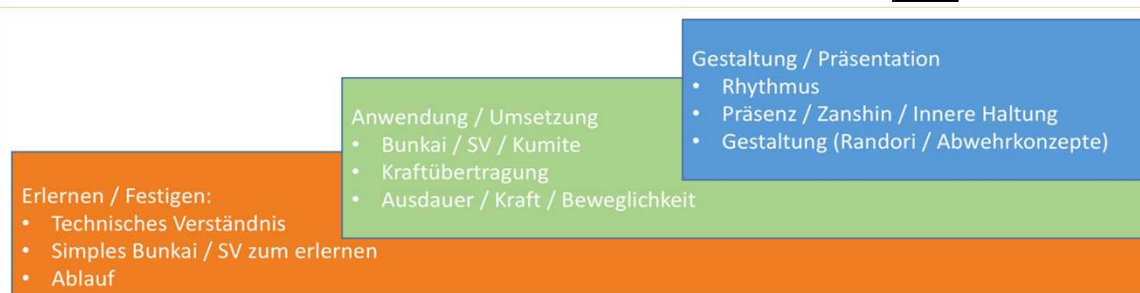 Gestaltung / Präsentation
• Rhythmus
• Präsenz / Zanshin / Innere Haltung
• Gestaltung (Randori / Abwehrkonzepte)
Anwendung / Umsetzung
• Bunkai / SV / Kumite
• Kraftübertragung
• Ausdauer / Kraft / Beweglichkeit
Erlernen / Festigen:
• Technisches Verständnis
• Simples Bunkai / SV zum erlernen
• Ablauf